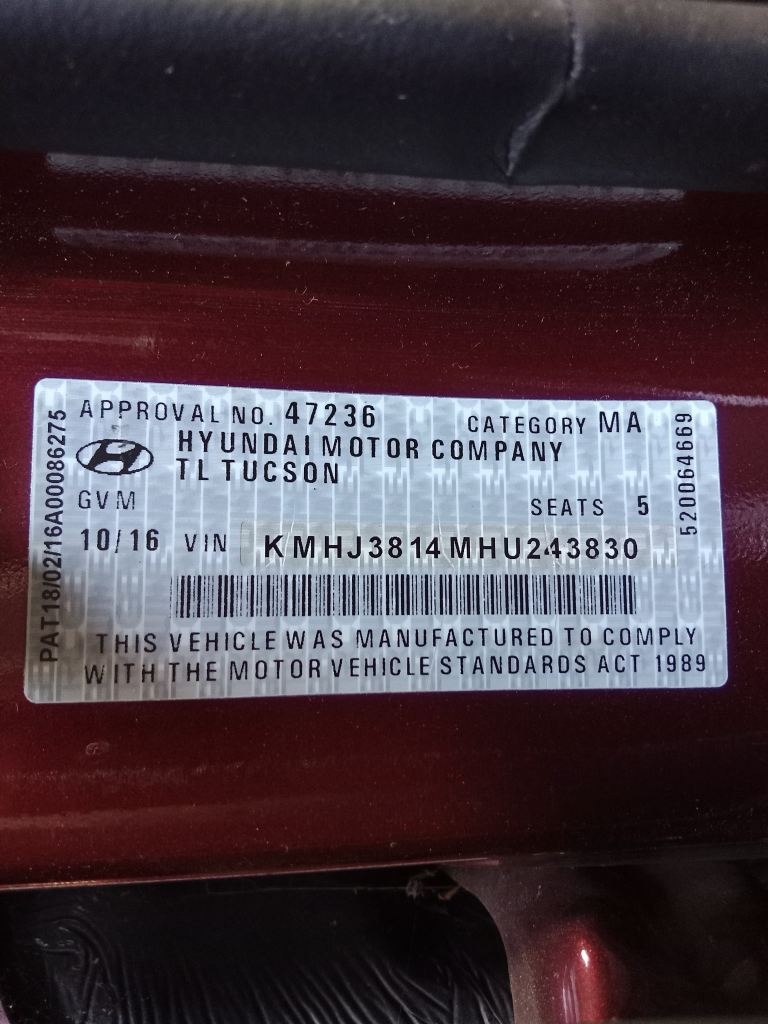 APPROVAL NO. 47236 CATEGORY MA
HYUNDAI MOTOR COMPANY
TL TUCSON
GVM SEATS 5
10/16 VIN KMHJ3814MHU243830
THIS VEHICLE WAS MANUFACTURED TO COMPLY
WITH THE MOTOR VEHICLE STANDARDS ACT 1989
PAT18/02/16A00086275
520064669